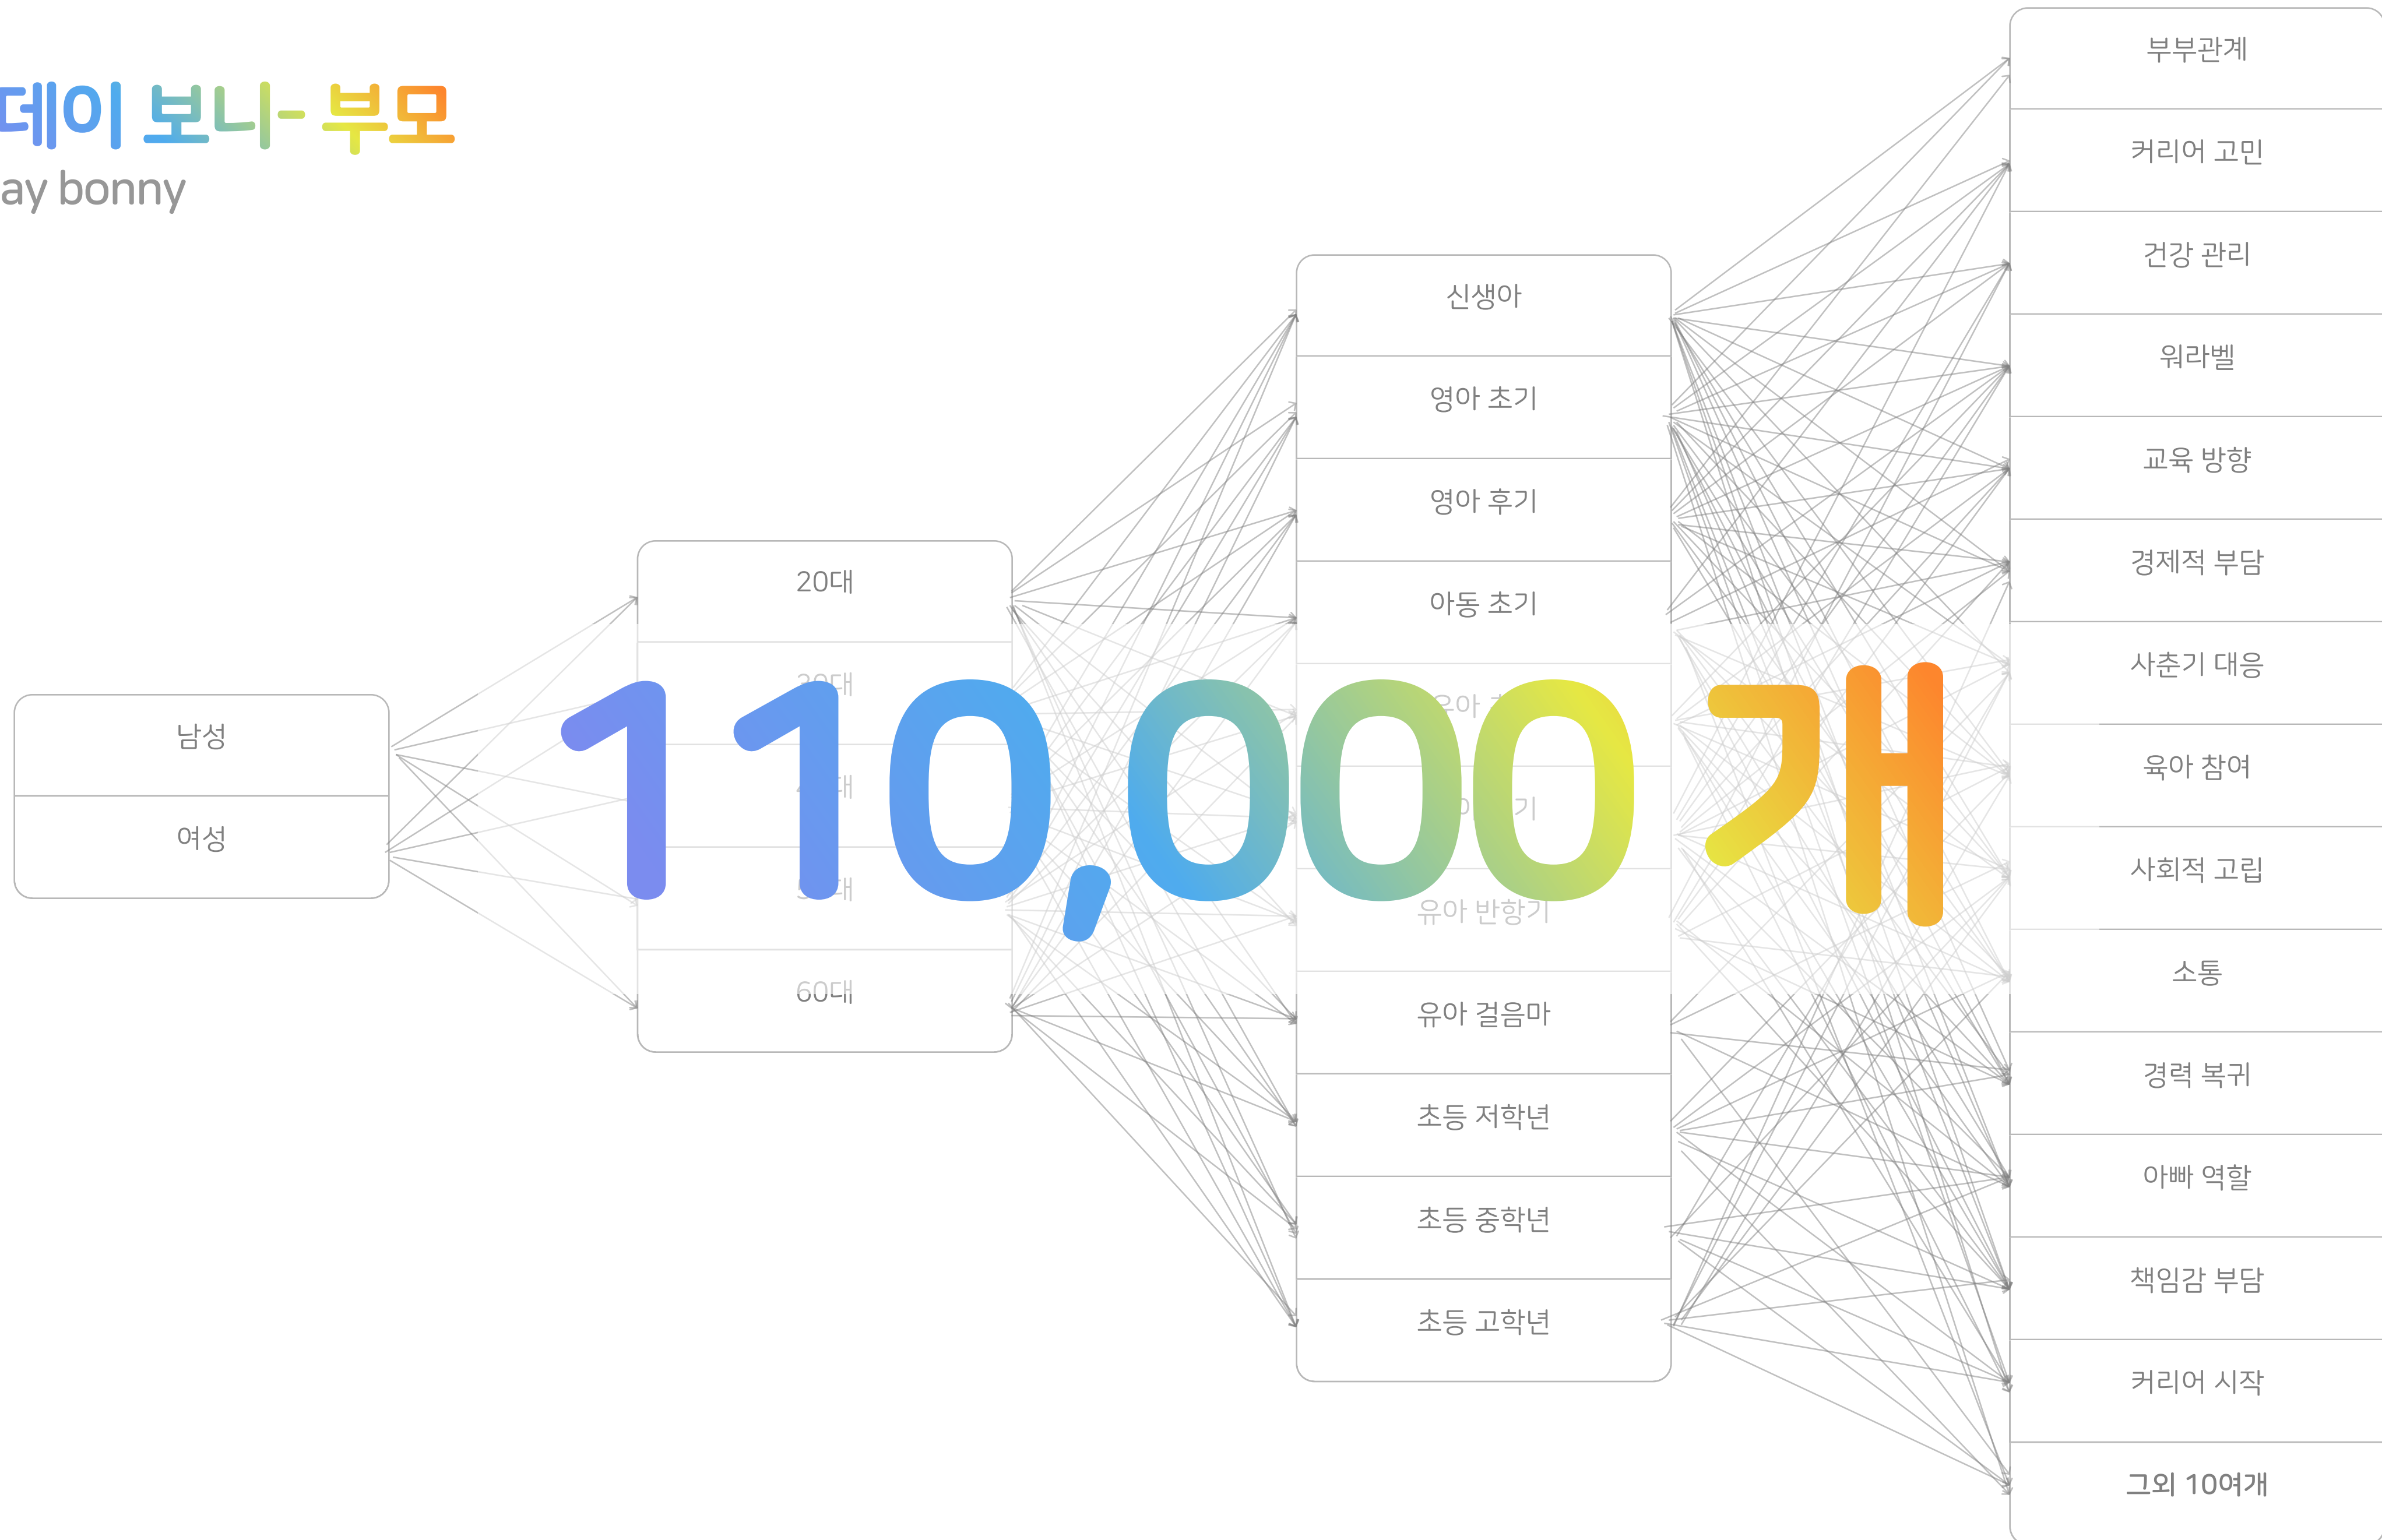 데이 보니- 부모
ay bonny
남성
여성
20대
60대
신생아
영아 초기
영아 후기
아동 초기
유아 반항기
유아 걸음마
초등 저학년
초등 중학년
초등 고학년
110,000 개
부부관계
커리어 고민
건강 관리
워라벨
교육 방향
경제적 부담
사춘기 대응
육아 참여
사회적 고립
소통
경력 복귀
아빠 역할
책임감 부담
커리어 시작
그외 10여개